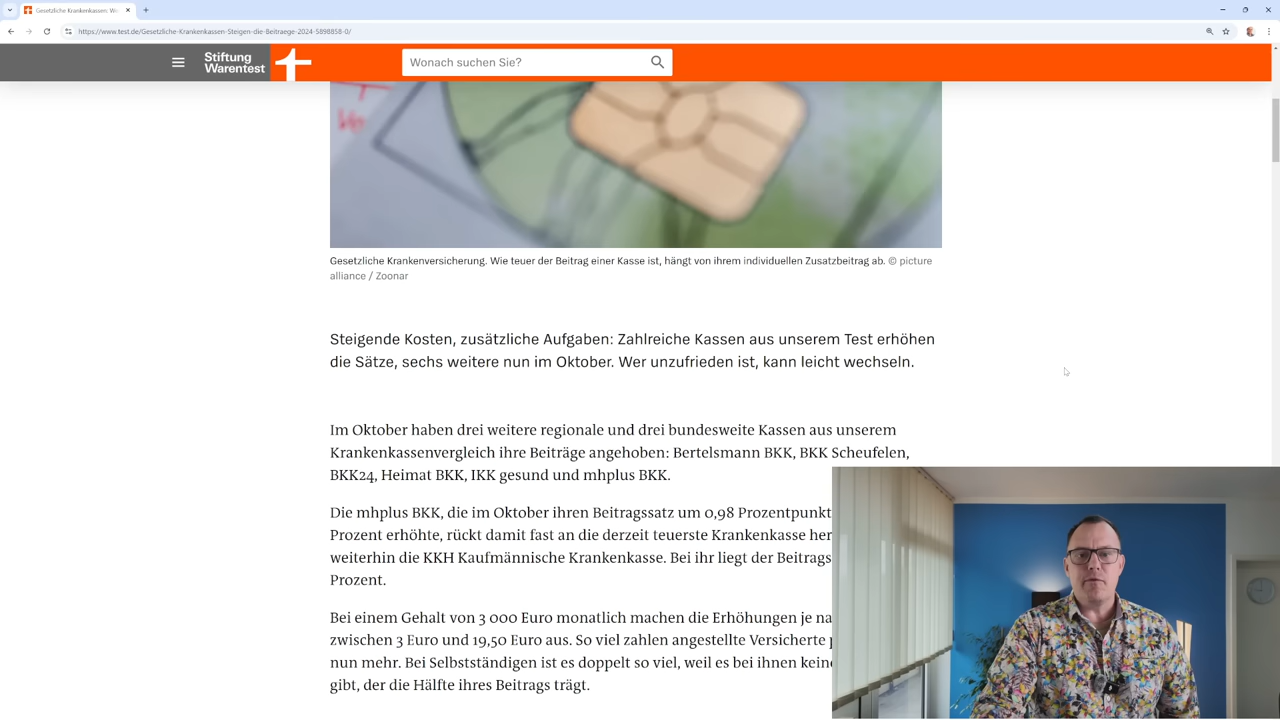 Gesetzliche Krankenkassen: We
https://www.test.de/Gesetzliche-Krankenkassen-Steigen-die-Beitraege-2024-5898858-0/
Stiftung
Warentest
Wonach suchen Sie?
Gesetzliche Krankenversicherung. Wie teuer der Beitrag einer Kasse ist, hängt von ihrem individuellen Zusatzbeitrag ab. © picture
alliance / Zoonar
Steigende Kosten, zusätzliche Aufgaben: Zahlreiche Kassen aus unserem Test erhöhen
die Sätze, sechs weitere nun im Oktober. Wer unzufrieden ist, kann leicht wechseln.
Im Oktober haben drei weitere regionale und drei bundesweite Kassen aus unserem
Krankenkassenvergleich ihre Beiträge angehoben: Bertelsmann BKK, BKK Scheufelen,
BKK24, Heimat BKK, IKK gesund und mhplus BKK.
Die mhplus BKK, die im Oktober ihren Beitragssatz um 0,98 Prozentpunkt
Prozent erhöhte, rückt damit fast an die derzeit teuerste Krankenkasse her
weiterhin die KKH Kaufmännische Krankenkasse. Bei ihr liegt der Beitrags
Prozent.
Bei einem Gehalt von 3 000 Euro monatlich machen die Erhöhungen je na
zwischen 3 Euro und 19,50 Euro aus. So viel zahlen angestellte Versicherte
nun mehr. Bei Selbstständigen ist es doppelt so viel, weil es bei ihnen kein
gibt, der die Hälfte ihres Beitrags trägt.